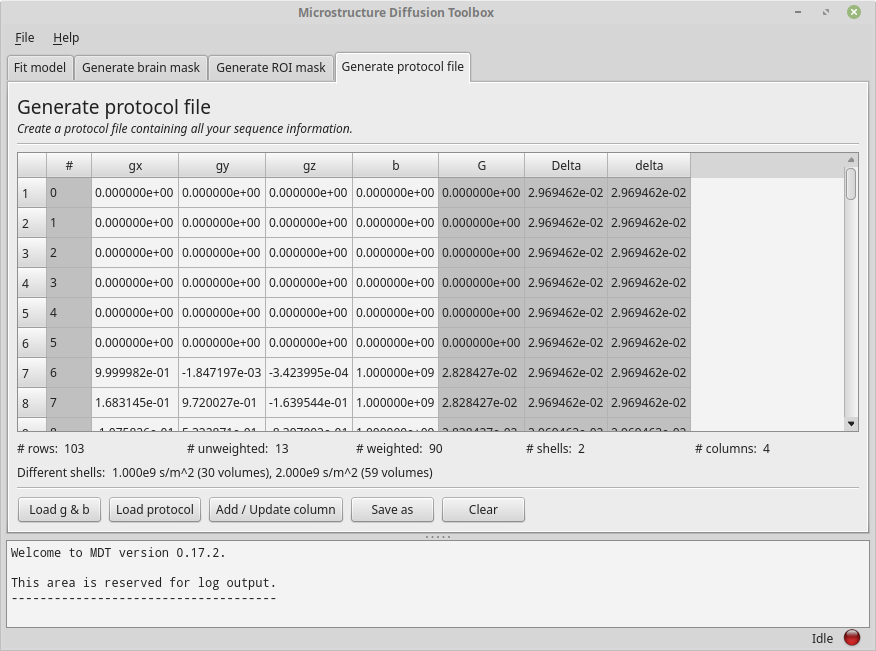 Microstructure Diffusion Toolbox
File Help
Fit model Generate brain mask Generate ROI mask Generate protocol file
Generate protocol file
Create a protocol file containing all your sequence information.
# gx gy gz b G Delta delta
1 0 0.000000e+00 0.000000e+00 0.000000e+00 0.000000e+00 0.000000e+00 2.969462e-02 2.969462e-02
2 1 0.000000e+00 0.000000e+00 0.000000e+00 0.000000e+00 0.000000e+00 2.969462e-02 2.969462e-02
3 2 0.000000e+00 0.000000e+00 0.000000e+00 0.000000e+00 0.000000e+00 2.969462e-02 2.969462e-02
4 3 0.000000e+00 0.000000e+00 0.000000e+00 0.000000e+00 0.000000e+00 2.969462e-02 2.969462e-02
5 4 0.000000e+00 0.000000e+00 0.000000e+00 0.000000e+00 0.000000e+00 2.969462e-02 2.969462e-02
6 5 0.000000e+00 0.000000e+00 0.000000e+00 0.000000e+00 0.000000e+00 2.969462e-02 2.969462e-02
7 6 9.999982e-01 -1.847197e-03 -3.423995e-04 1.000000e+09 2.828427e-02 2.969462e-02 2.969462e-02
8 7 1.683145e-01 9.720027e-01 -1.639544e-01 1.000000e+09 2.828427e-02 2.969462e-02 2.969462e-02
# rows: 103 # unweighted: 13 # weighted: 90 # shells: 2 # columns: 4
Different shells: 1.000e9 s/m^2 (30 volumes), 2.000e9 s/m^2 (59 volumes)
Load g & b Load protocol Add / Update column Save as Clear
Welcome to MDT version 0.17.2.
This area is reserved for log output.
-------------------------------------
Idle